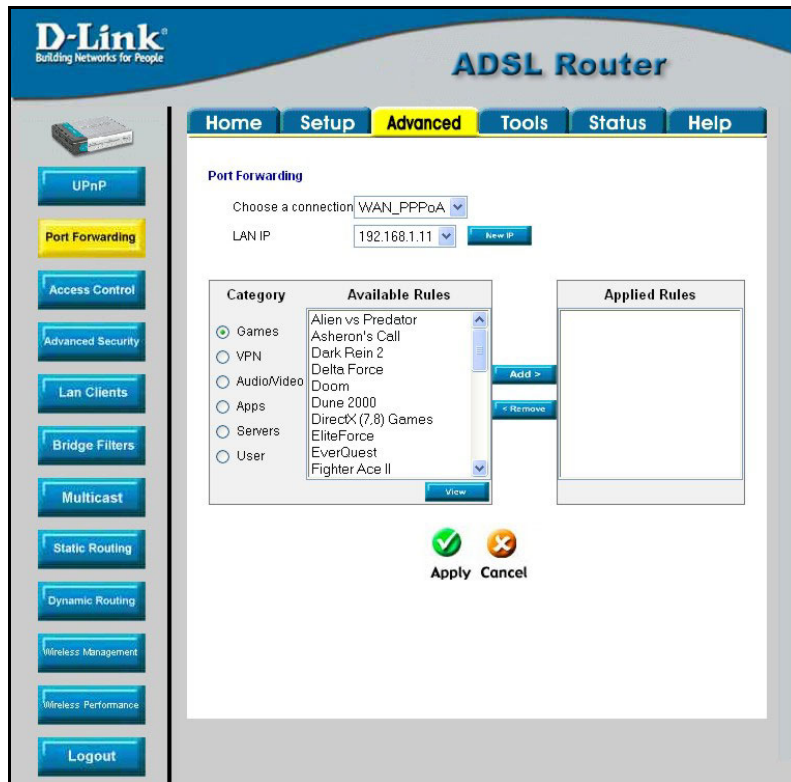 D-Link®
Building Networks for People
ADSL Router
Home Setup Advanced Tools Status Help
UPnP
Port Forwarding
Access Control
Advanced Security
Lan Clients
Bridge Filters
Multicast
Static Routing
Dynamic Routing
Wireless Management
Wireless Performance
Logout
Port Forwarding
Choose a connection WAN_PPPoA
LAN IP 192.168.1.11 New IP
Category
Games
VPN
Audio/Video
Apps
Servers
User
Available Rules
Alien vs Predator
Asheron's Call
Dark Rein 2
Delta Force
Doom
Dune 2000
DirectX (7,8) Games
EliteForce
EverQuest
Fighter Ace II
View
Add >
< Remove
Applied Rules
Apply Cancel